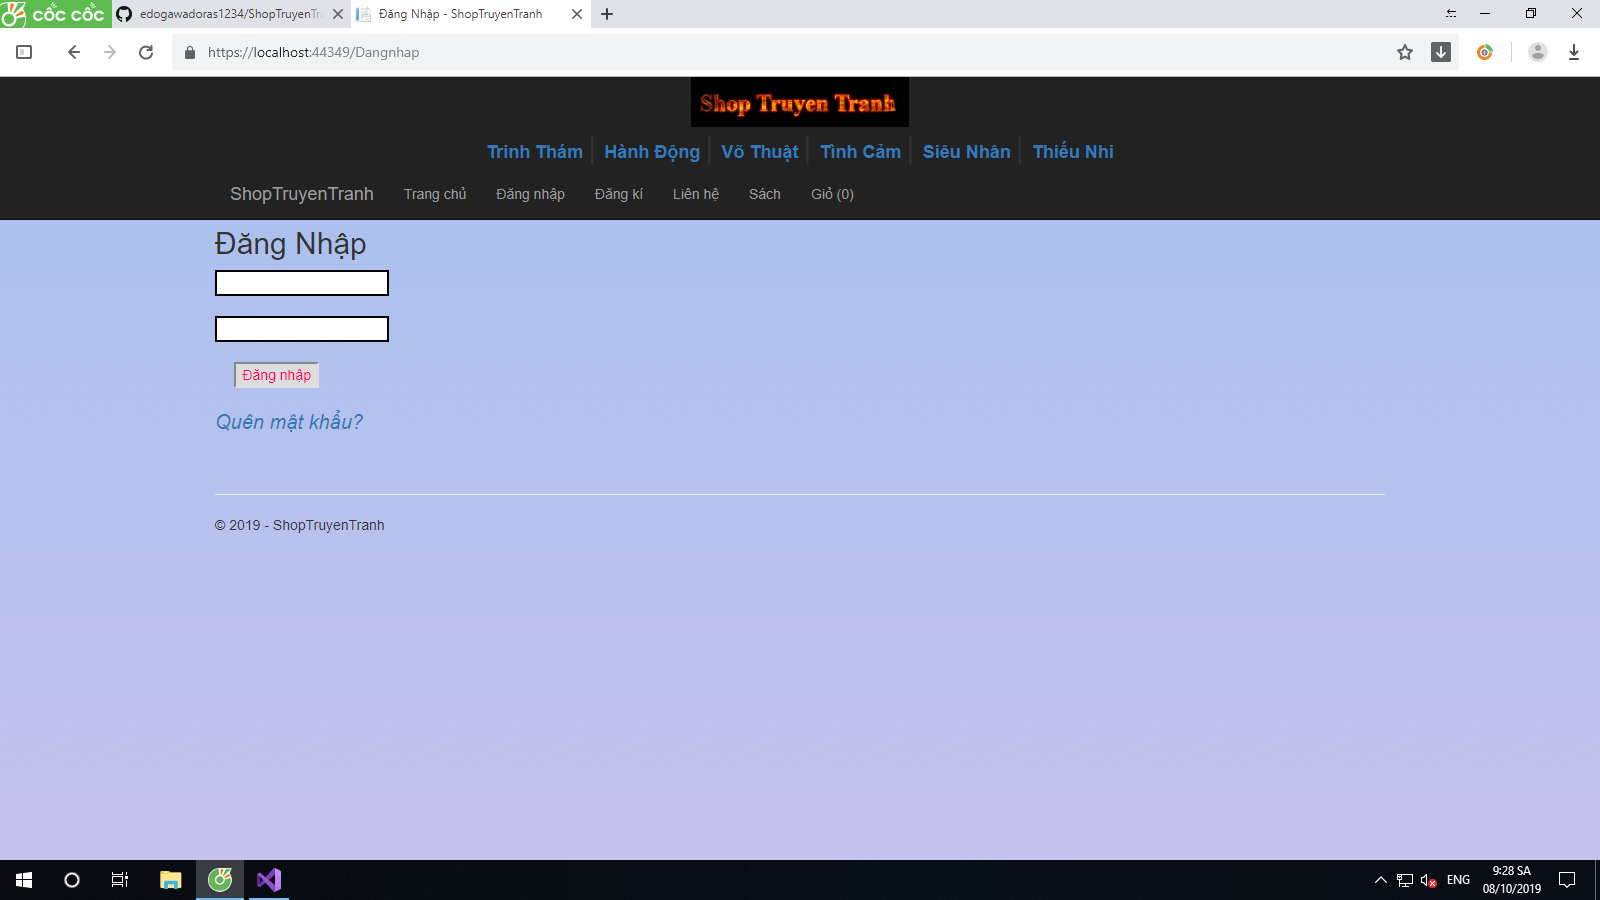 cốc cốc
edogawadoras1234/ShopTruyenTr
Đăng Nhập - ShopTruyenTranh
https://localhost:44349/Dangnhap
Shop Truyen Tranh
Trinh Thám Hành Động Võ Thuật Tình Cảm Siêu Nhân Thiếu Nhi
ShopTruyenTranh Trang chủ Đăng nhập Đăng kí Liên hệ Sách Giỏ (0)
Đăng Nhập
Đăng nhập
Quên mật khẩu?
© 2019 - ShopTruyenTranh
ENG
9:28 SA
08/10/2019